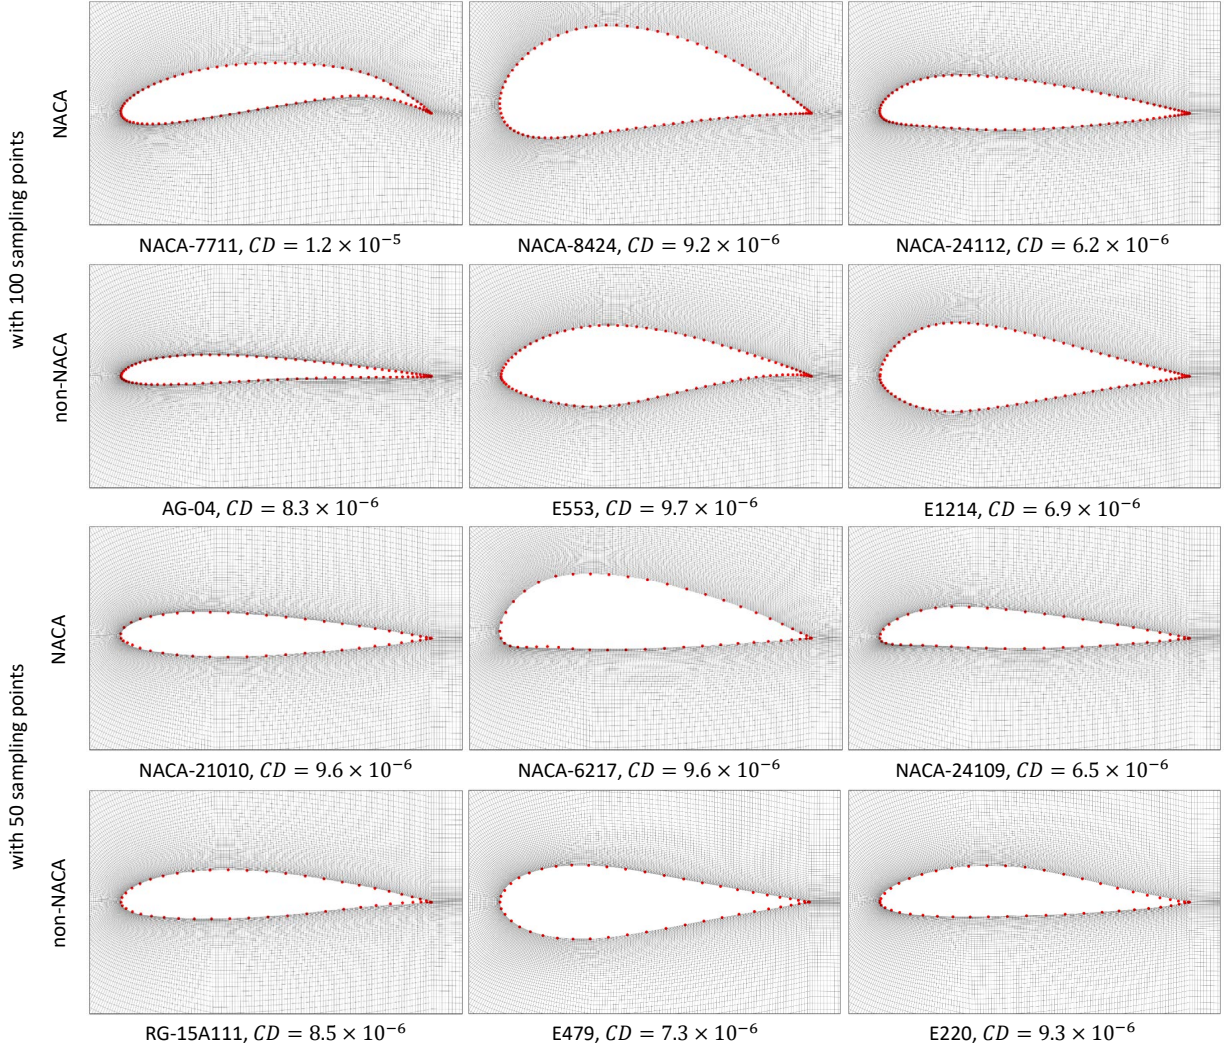 with 100 sampling points
NACA
NACA-7711, CD = 1.2 × 10⁻⁵
NACA-8424, CD = 9.2 × 10⁻⁶
NACA-24112, CD = 6.2 × 10⁻⁶
non-NACA
AG-04, CD = 8.3 × 10⁻⁶
E553, CD = 9.7 × 10⁻⁶
E1214, CD = 6.9 × 10⁻⁶
with 50 sampling points
NACA
NACA-21010, CD = 9.6 × 10⁻⁶
NACA-6217, CD = 9.6 × 10⁻⁶
NACA-24109, CD = 6.5 × 10⁻⁶
non-NACA
RG-15A111, CD = 8.5 × 10⁻⁶
E479, CD = 7.3 × 10⁻⁶
E220, CD = 9.3 × 10⁻⁶